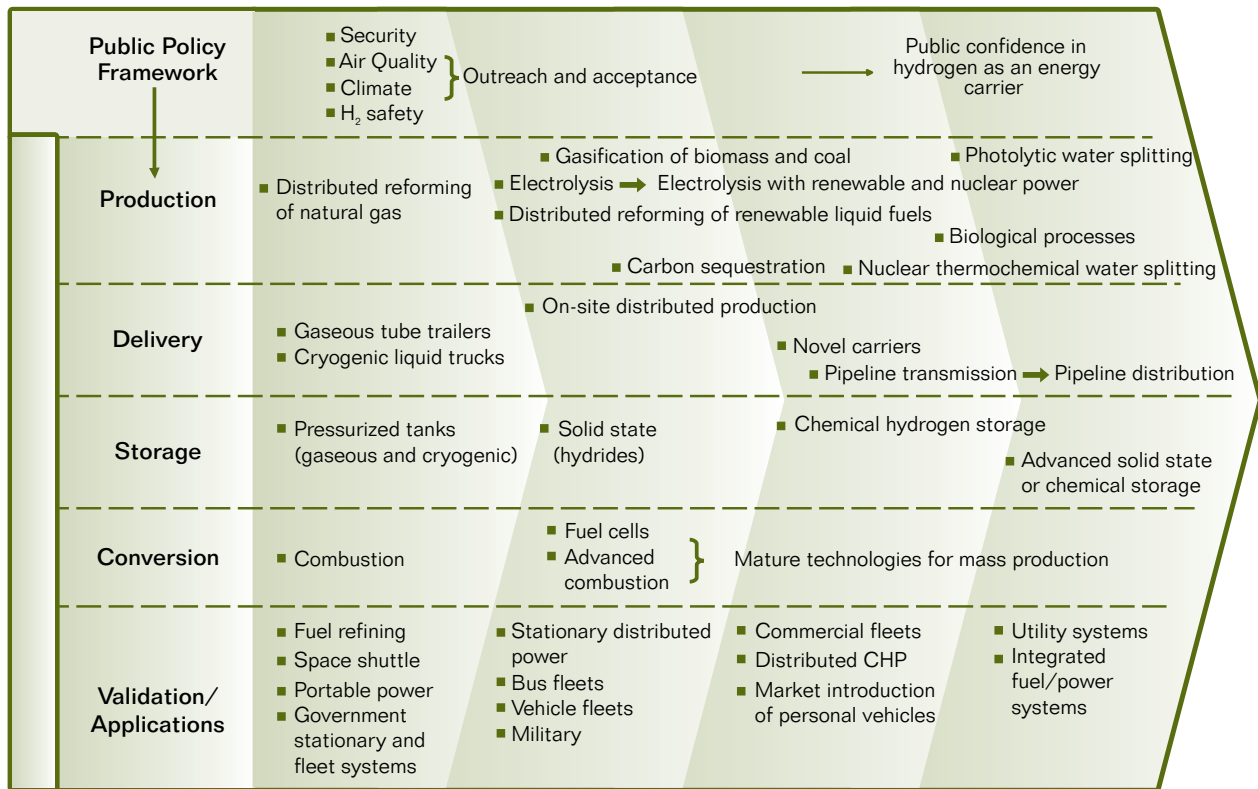 Public Policy
Framework
■ Security
■ Air Quality
■ Climate
■ H₂ safety
Outreach and acceptance
Public confidence in
hydrogen as an energy
carrier
Production
■ Distributed reforming
of natural gas
■ Gasification of biomass and coal
■ Electrolysis → Electrolysis with renewable and nuclear power
■ Distributed reforming of renewable liquid fuels
■ Carbon sequestration
■ Photolytic water splitting
■ Biological processes
■ Nuclear thermochemical water splitting
Delivery
■ Gaseous tube trailers
■ Cryogenic liquid trucks
■ On-site distributed production
■ Novel carriers
■ Pipeline transmission → Pipeline distribution
Storage
■ Pressurized tanks
(gaseous and cryogenic)
■ Solid state
(hydrides)
■ Chemical hydrogen storage
■ Advanced solid state
or chemical storage
Conversion
■ Combustion
■ Fuel cells
■ Advanced
combustion
Mature technologies for mass production
Validation/
Applications
■ Fuel refining
■ Space shuttle
■ Portable power
■ Government
stationary and
fleet systems
■ Stationary distributed
power
■ Bus fleets
■ Vehicle fleets
■ Military
■ Commercial fleets
■ Distributed CHP
■ Market introduction
of personal vehicles
■ Utility systems
■ Integrated
fuel/power
systems